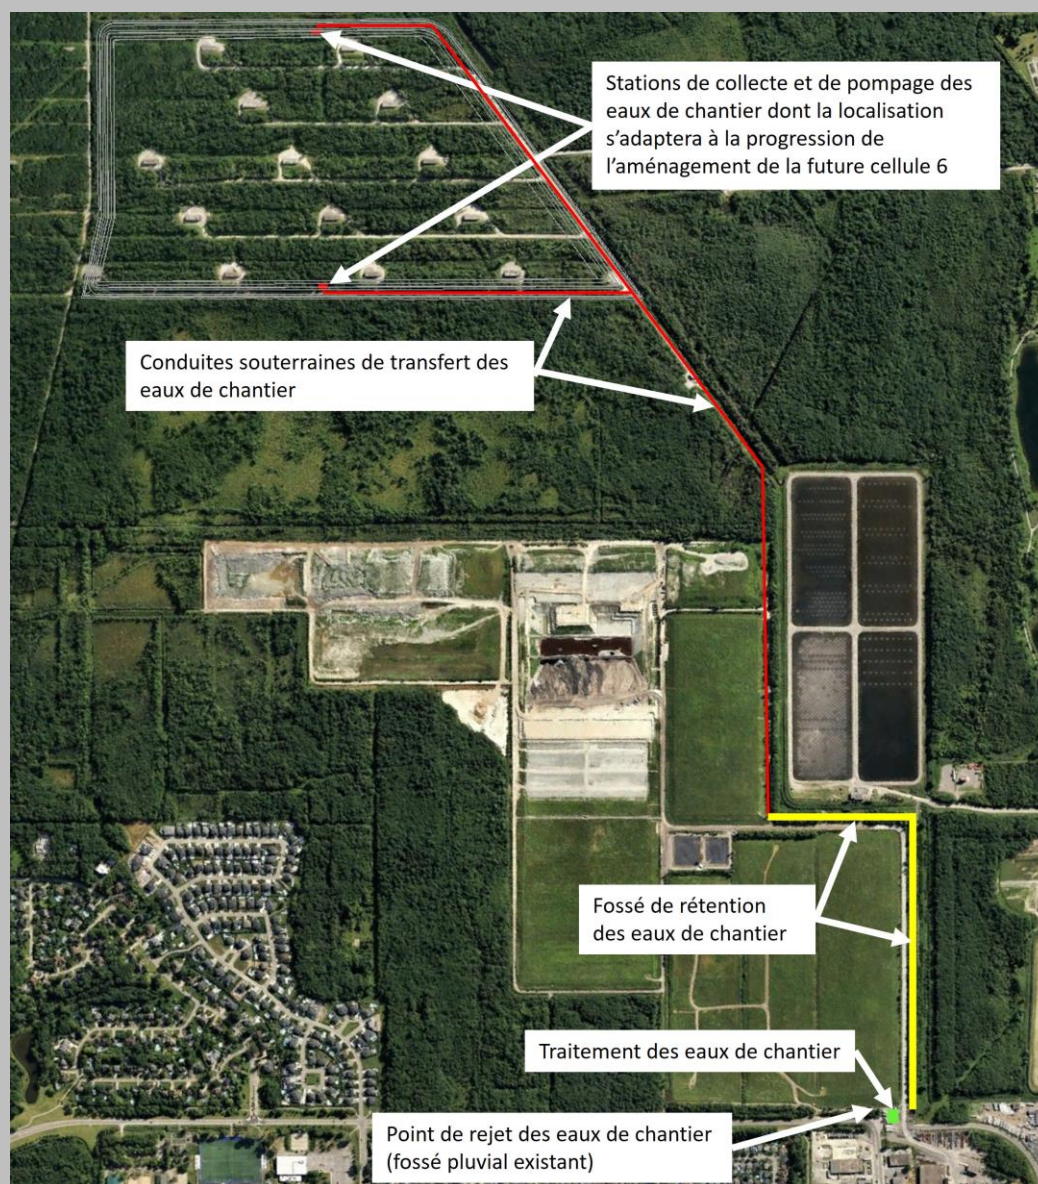 Stations de collecte et de pompage des
eaux de chantier dont la localisation
s'adaptera à la progression de
l'aménagement de la future cellule 6
Conduites souterraines de transfert des
eaux de chantier
Fossé de rétention
des eaux de chantier
Traitement des eaux de chantier
Point de rejet des eaux de chantier
(fossé pluvial existant)